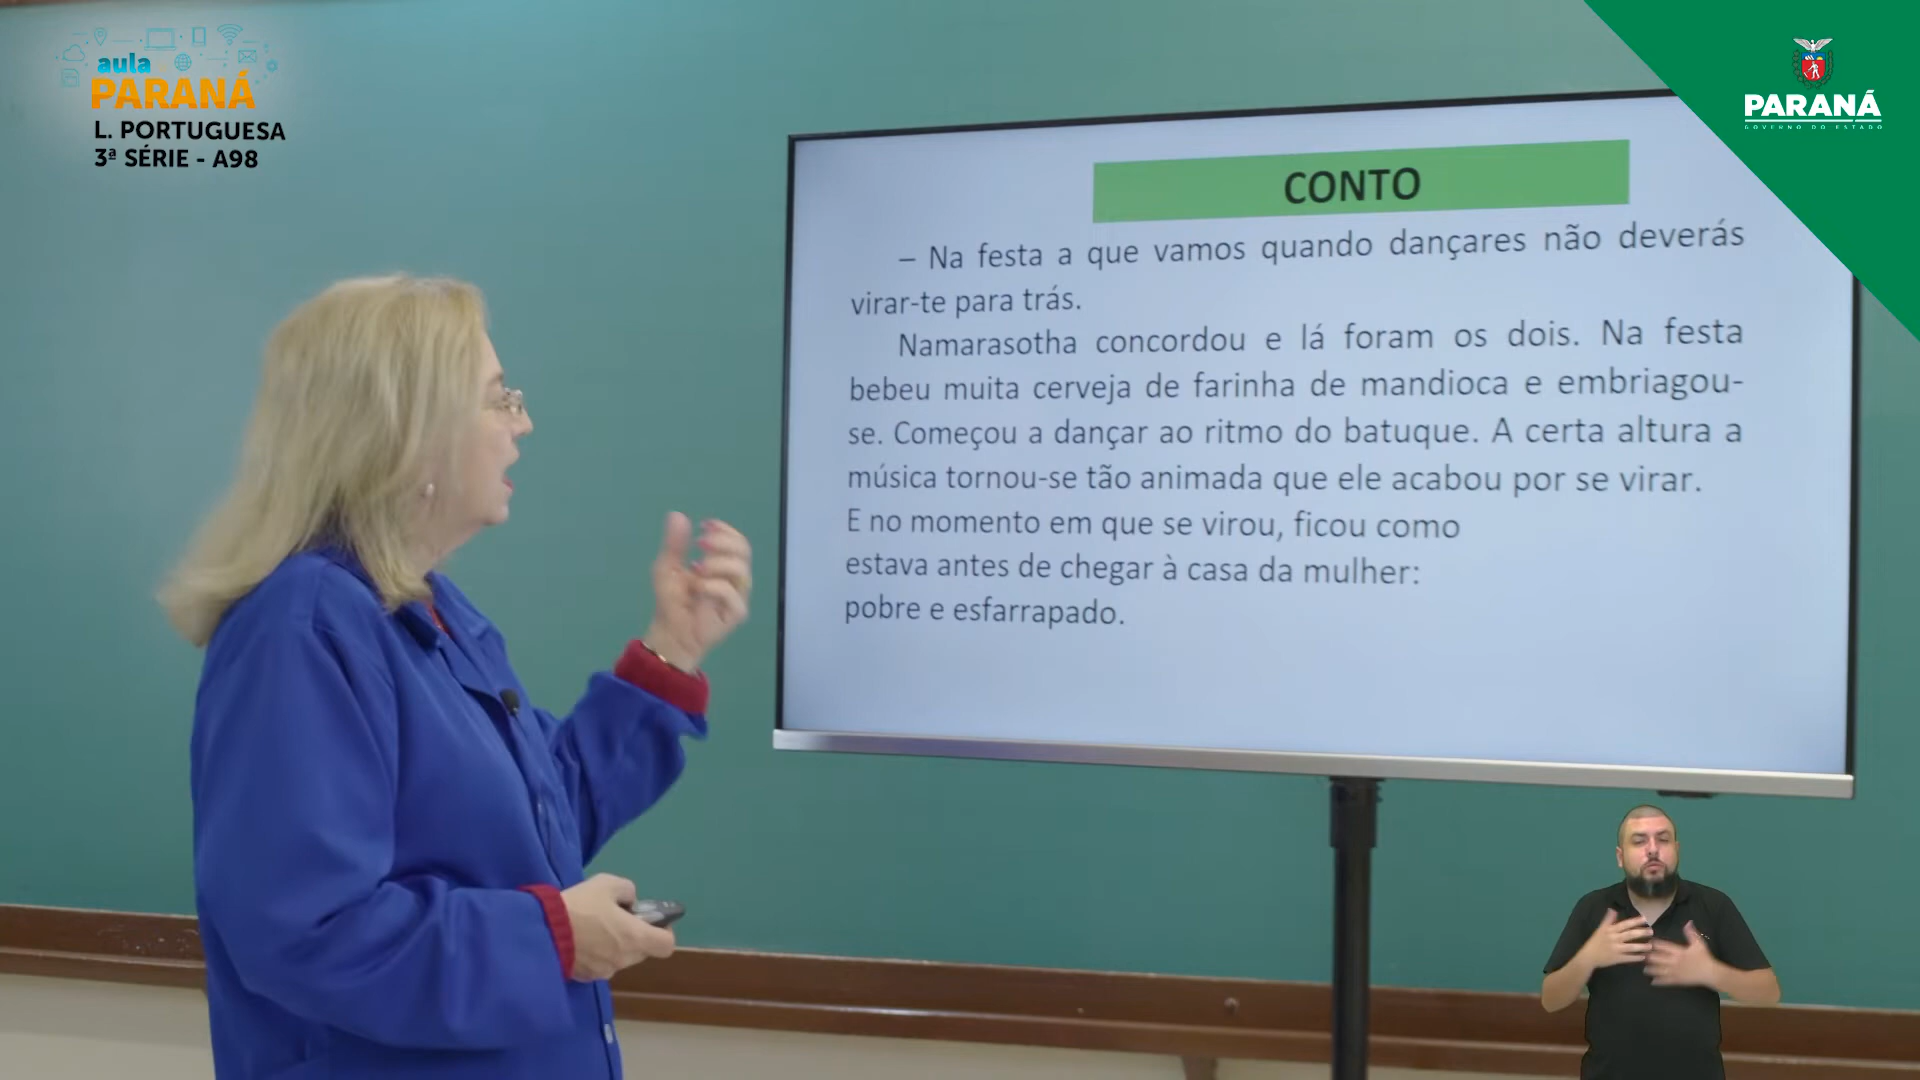 aula
PARANÁ
L. PORTUGUESA
3ª SÉRIE - A98
PARANÁ
GOVERNO DO ESTADO
CONTO
– Na festa a que vamos quando dançares não deverás
virar-te para trás.
Namarasotha concordou e lá foram os dois. Na festa
bebeu muita cerveja de farinha de mandioca e embriagou-
se. Começou a dançar ao ritmo do batuque. A certa altura a
música tornou-se tão animada que ele acabou por se virar.
E no momento em que se virou, ficou como
estava antes de chegar à casa da mulher:
pobre e esfarrapado.